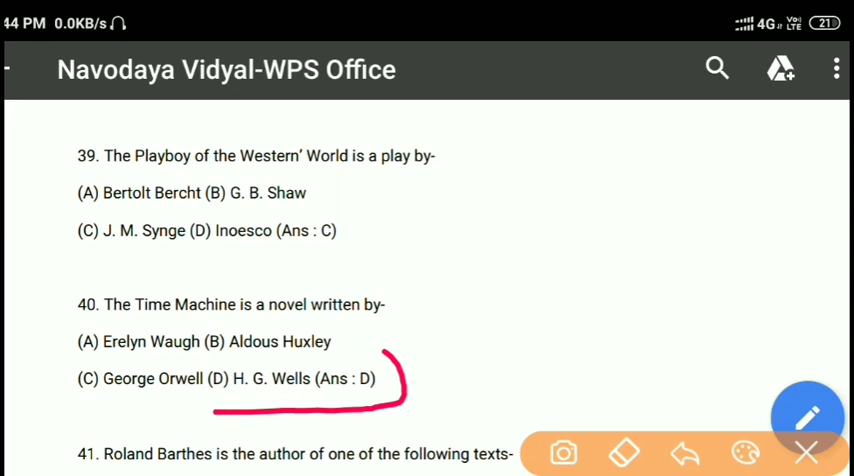 44 PM 0.0KB/s 4G VoI) LTE 21
Navodaya Vidyal-WPS Office
39. The Playboy of the Western’ World is a play by-
(A) Bertolt Bercht (B) G. B. Shaw
(C) J. M. Synge (D) Inoesco (Ans : C)
40. The Time Machine is a novel written by-
(A) Erelyn Waugh (B) Aldous Huxley
(C) George Orwell (D) H. G. Wells (Ans : D)
41. Roland Barthes is the author of one of the following texts-